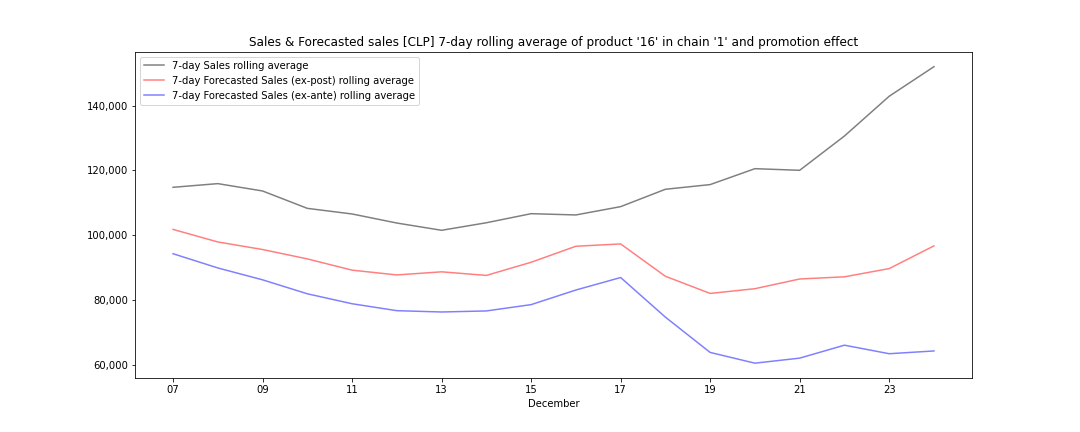 Sales & Forecasted sales [CLP] 7-day rolling average of product '16' in chain '1' and promotion effect
7-day Sales rolling average
7-day Forecasted Sales (ex-post) rolling average
7-day Forecasted Sales (ex-ante) rolling average
140,000
120,000
100,000
80,000
60,000
07 09 11 13 15 17 19 21 23
December